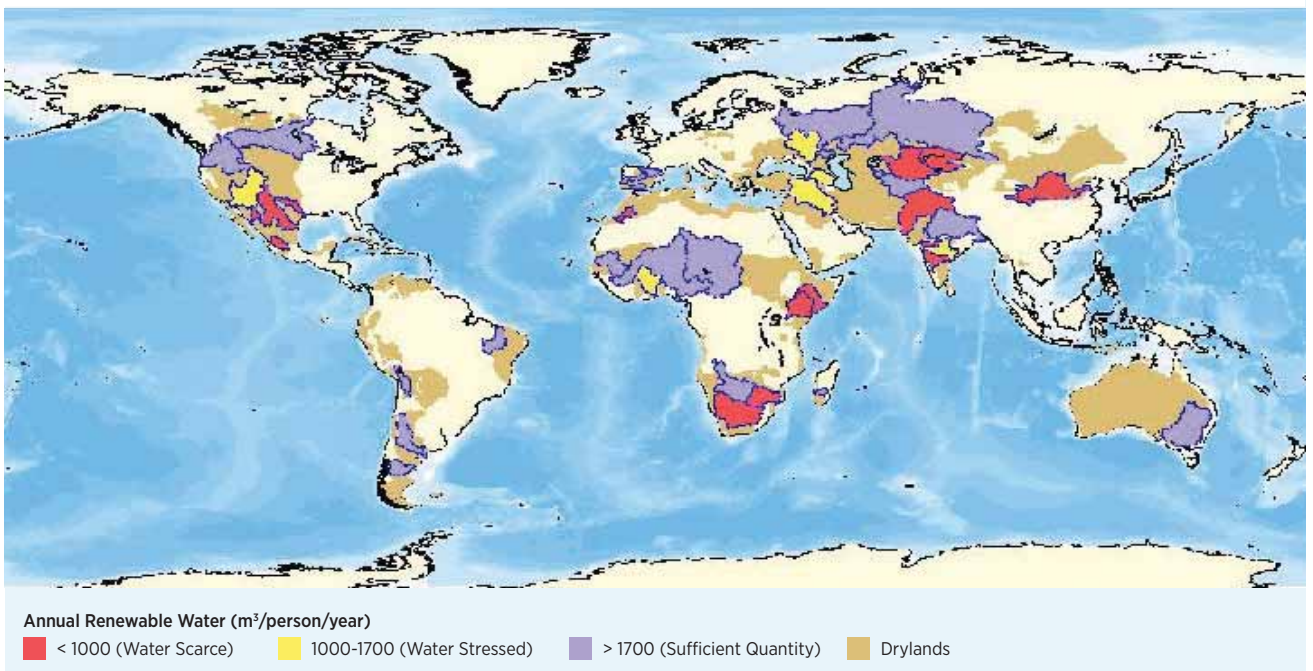 Annual Renewable Water (m³/person/year)
< 1000 (Water Scarce) 1000-1700 (Water Stressed) > 1700 (Sufficient Quantity) Drylands